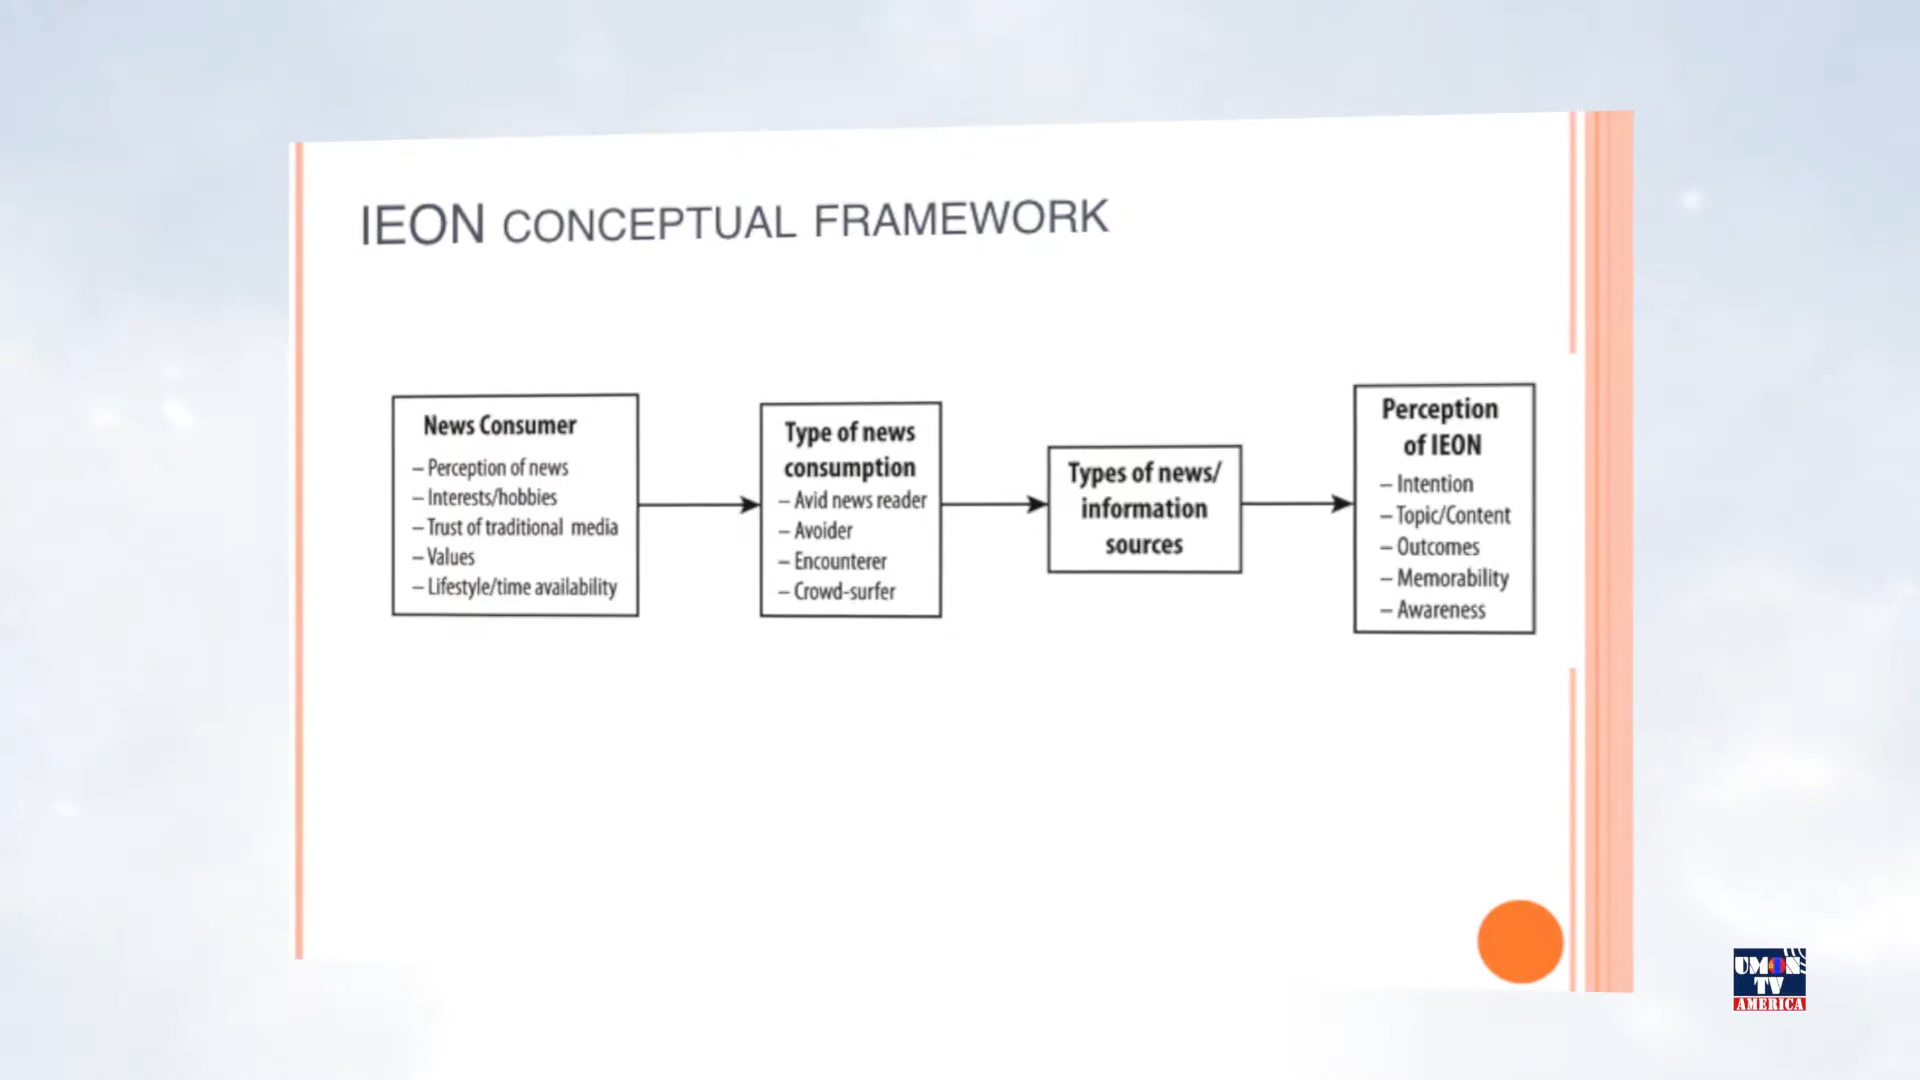 IEON CONCEPTUAL FRAMEWORK
News Consumer
– Perception of news
– Interests/hobbies
– Trust of traditional media
– Values
– Lifestyle/time availability
Type of news
consumption
– Avid news reader
– Avoider
– Encounterer
– Crowd-surfer
Types of news/
information
sources
Perception
of IEON
– Intention
– Topic/Content
– Outcomes
– Memorability
– Awareness
UMON
TV
AMERICA